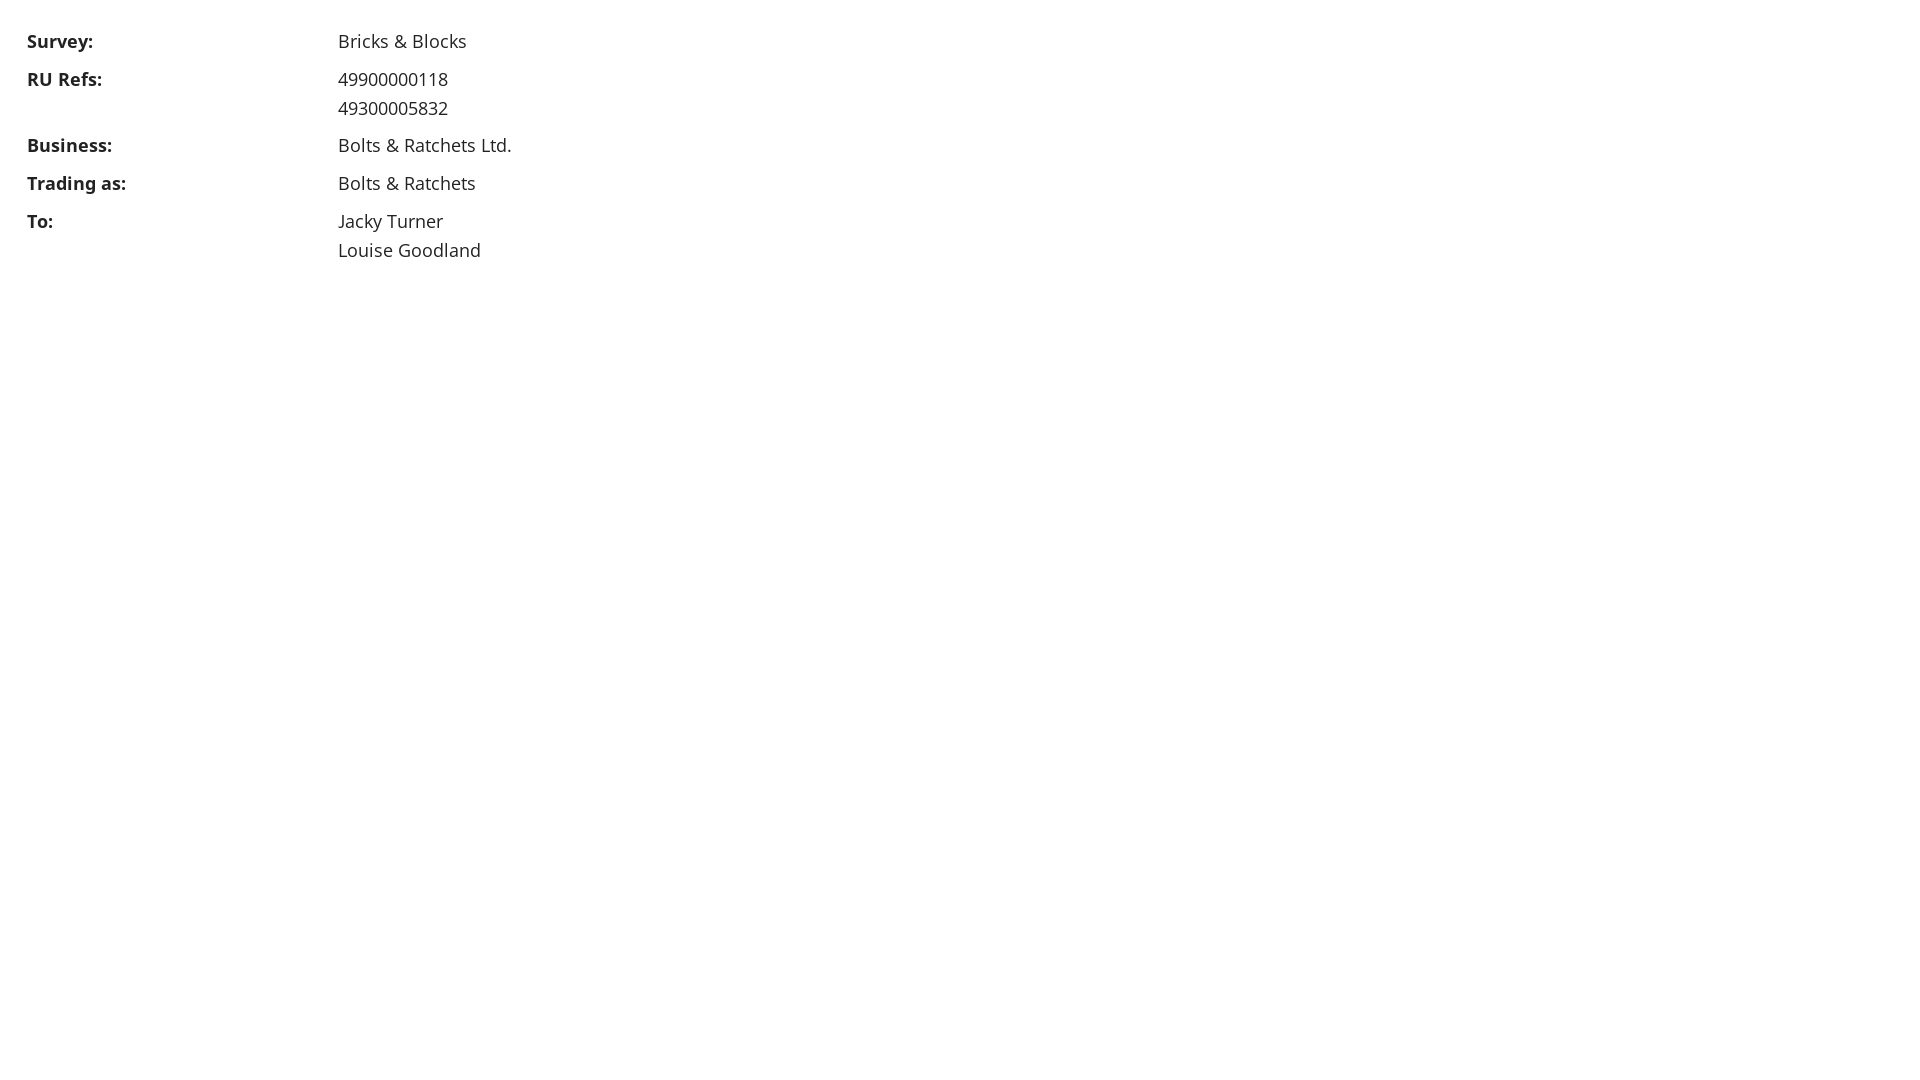 Survey: Bricks & Blocks
RU Refs: 49900000118
49300005832
Business: Bolts & Ratchets Ltd.
Trading as: Bolts & Ratchets
To: Jacky Turner
Louise Goodland